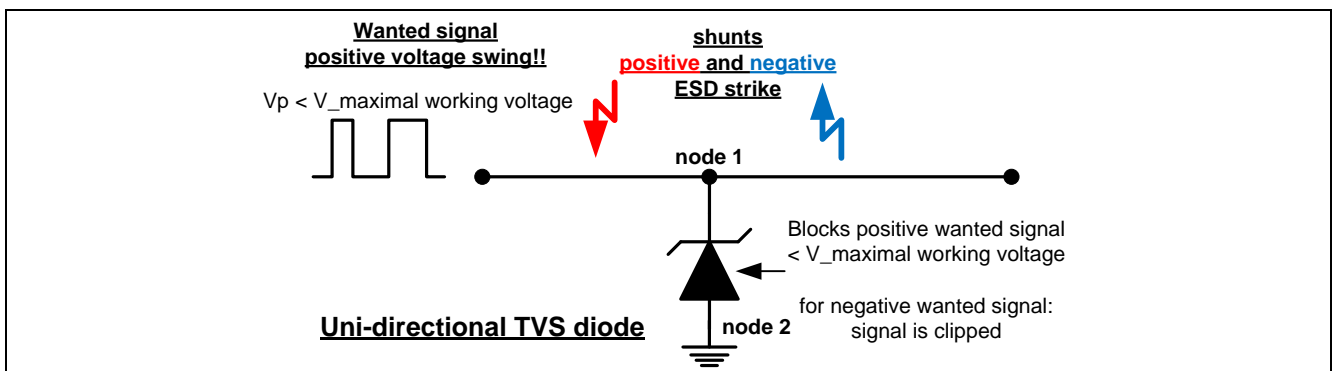 Wanted signal
positive voltage swing!!
Vp < V_maximal working voltage
shunts
positive and negative
ESD strike
node 1
Blocks positive wanted signal
< V_maximal working voltage
for negative wanted signal:
signal is clipped
Uni-directional TVS diode
node 2